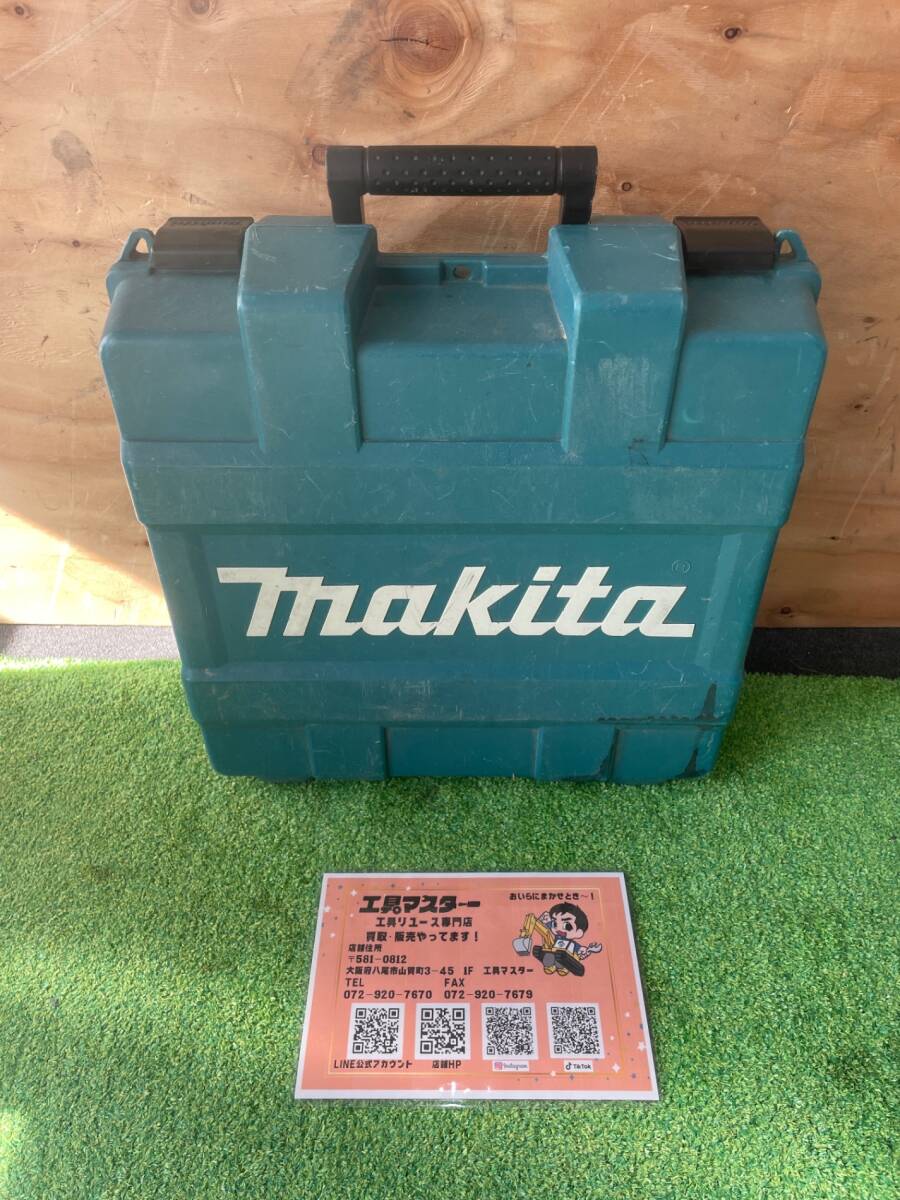 makita
®
工具マスター
おいらにまかせとき～！
工具リユース専門店
買取・販売やってます！
店舗住所
〒581-0812
大阪府八尾市山賀町3-45 1F 工具マスター
TEL FAX
072-920-7670 072-920-7679
LINE公式アカウント 店舗HP Instagram TikTok